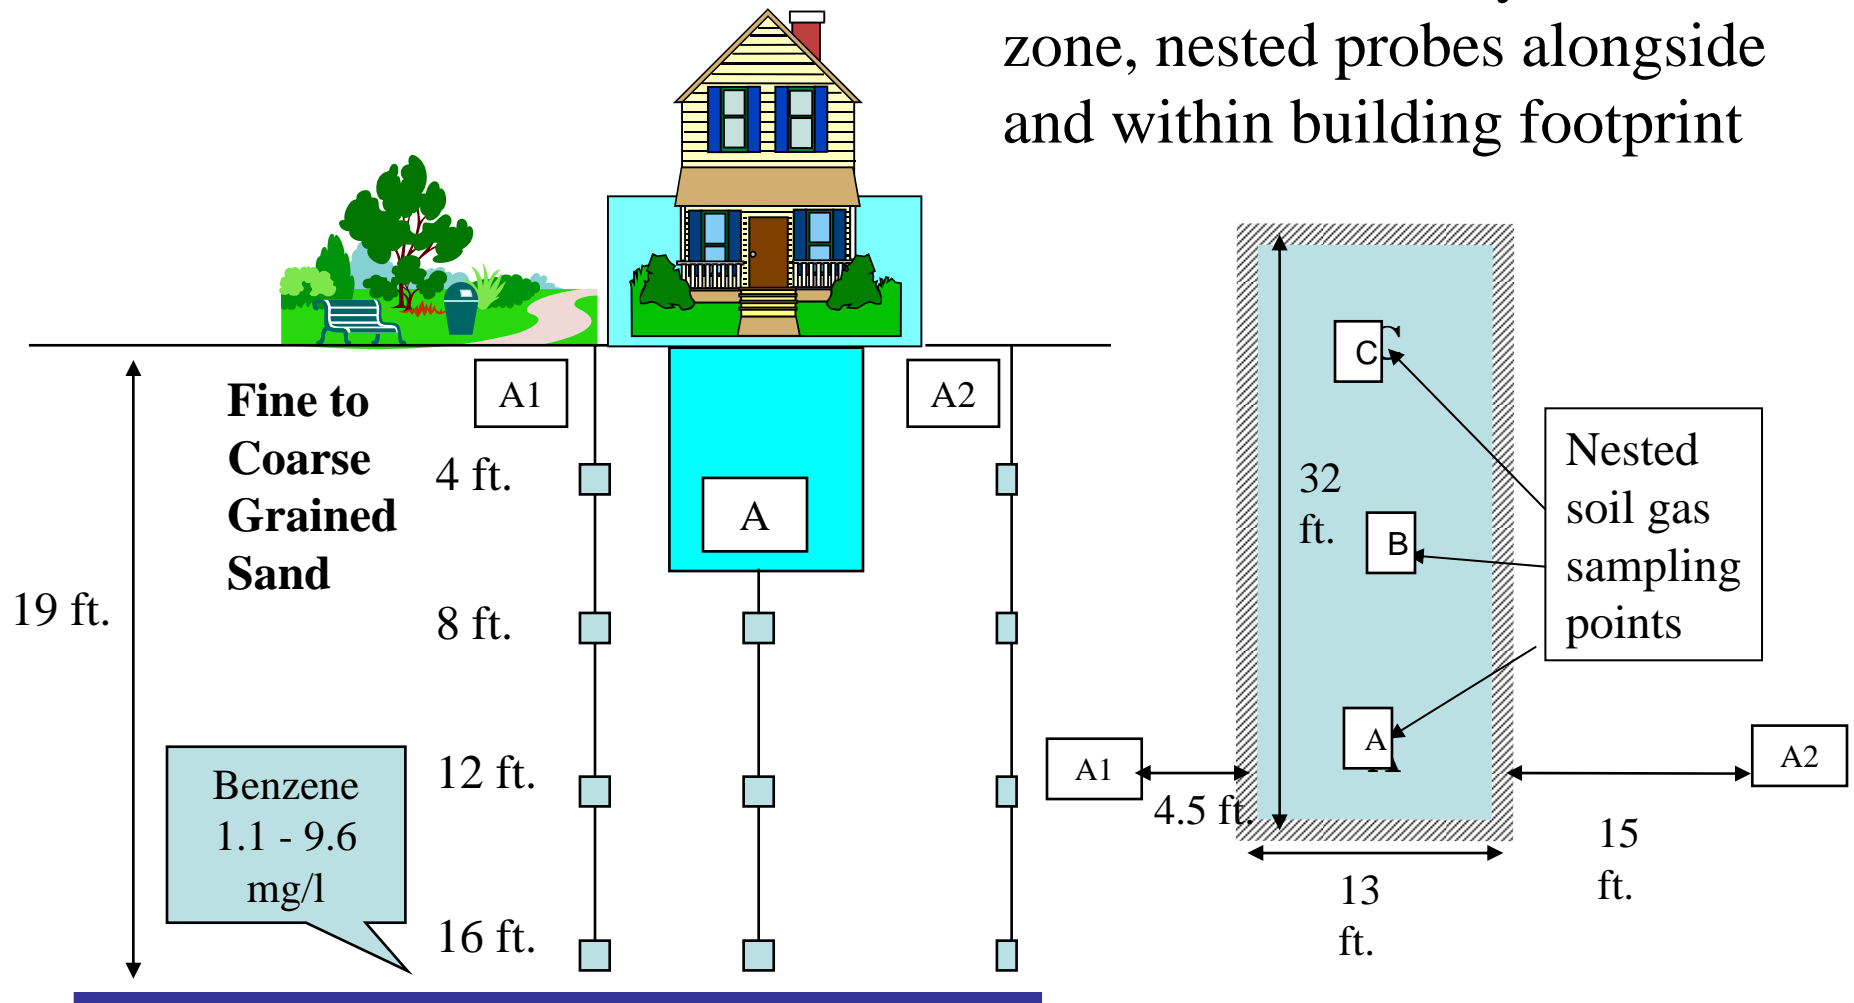 zone, nested probes alongside
and within building footprint
A1
A2
Fine to
Coarse
Grained
Sand
4 ft.
A
8 ft.
19 ft.
12 ft.
16 ft.
Benzene
1.1 - 9.6
mg/l
C
B
A
32
ft.
Nested
soil gas
sampling
points
A1
4.5 ft.
A2
15
ft.
13
ft.